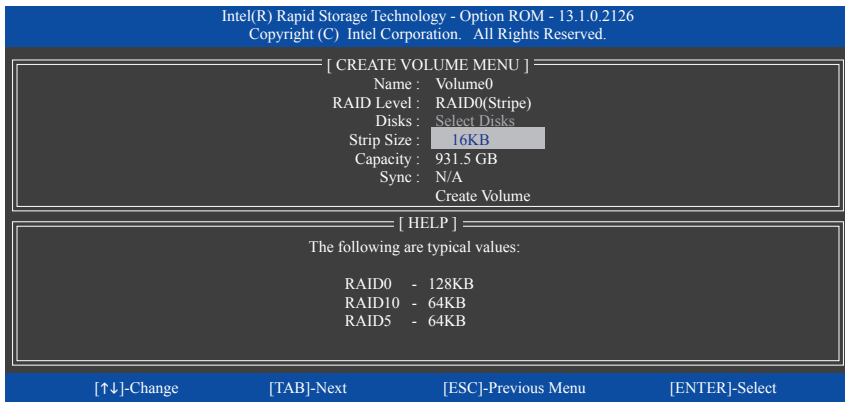 Intel(R) Rapid Storage Technology - Option ROM - 13.1.0.2126
Copyright (C) Intel Corporation. All Rights Reserved.
[ CREATE VOLUME MENU ]
Name : Volume0
RAID Level : RAID0(Stripe)
Disks : Select Disks
Strip Size : 16KB
Capacity : 931.5 GB
Sync : N/A
Create Volume
[ HELP ]
The following are typical values:
RAID0 - 128KB
RAID10 - 64KB
RAID5 - 64KB
[↑↓]-Change [TAB]-Next [ESC]-Previous Menu [ENTER]-Select